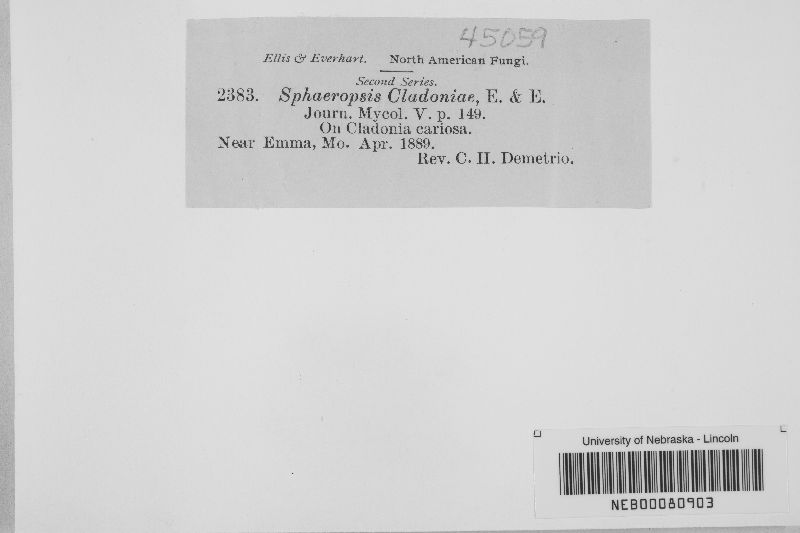 45059
Ellis & Everhart. North American Fungi.
Second Series.
2383. Sphaeropsis Cladoniae, E. & E.
Journ. Mycol. V. p. 149.
On Cladonia cariosa.
Near Emma, Mo. Apr. 1889.
Rev. C. H. Demetrio.
University of Nebraska - Lincoln
NEB00080903